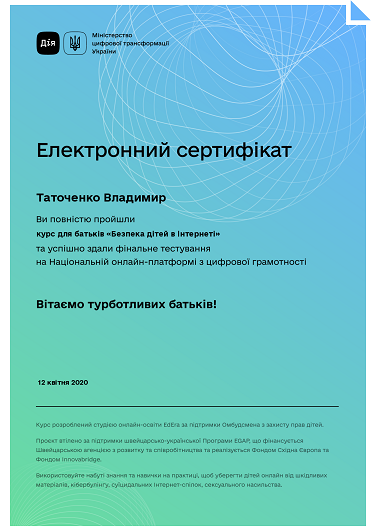 Дія
Міністерство
цифрової трансформації
України
Електронний сертифікат
Таточенко Владимир
Ви повністю пройшли
курс для батьків «Безпека дітей в Інтернеті»
та успішно здали фінальне тестування
на Національній онлайн-платформі з цифрової грамотності
Вітаємо турботливих батьків!
12 квітня 2020
Курс розроблений студією онлайн-освіти EdEra за підтримки Омбудсмена з захисту прав дітей.
Проєкт втілено за підтримки швейцарсько-української Програми EGAP, що фінансується
Швейцарською агенцією з розвитку та співробітництва та реалізується Фондом Східна Європа та
Фондом Innovabridge.
Використовуйте набуті знання та навички на практиці, щоб уберегти дітей онлайн від шкідливих
матеріалів, кібербулінгу, суїцидальних інтернет-спілок, сексуального насильства.